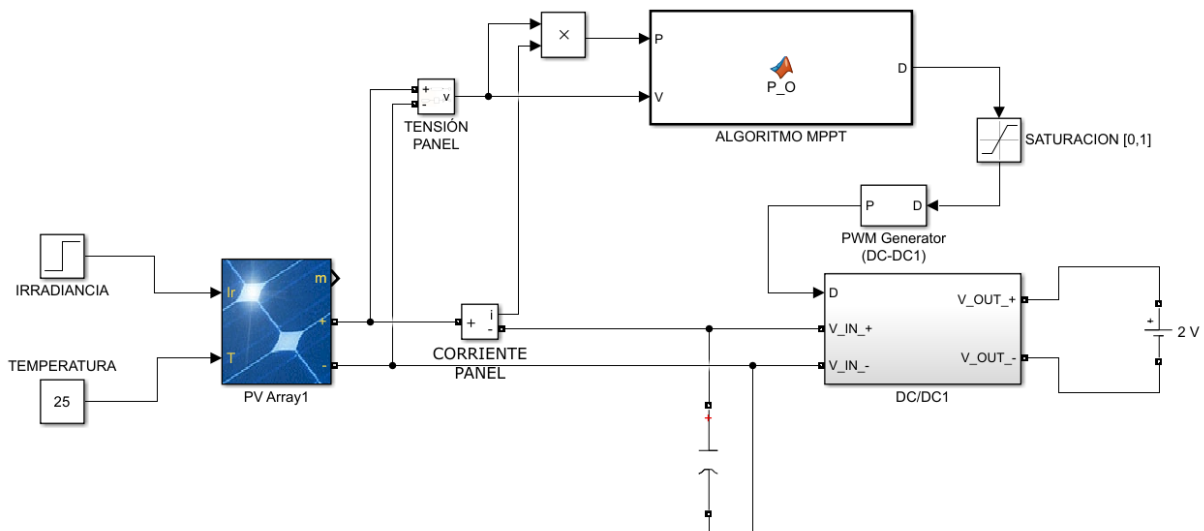 ×
P
V
P_O
D
ALGORITMO MPPT
+
-
v
TENSIÓN
PANEL
SATURACION [0,1]
P
D
PWM Generator
(DC-DC1)
IRRADIANCIA
Ir
m
T
+
-
PV Array1
TEMPERATURA
25
+
i
-
CORRIENTE
PANEL
D
V_IN_+
V_IN_-
V_OUT_+
V_OUT_-
DC/DC1
+
2 V
+